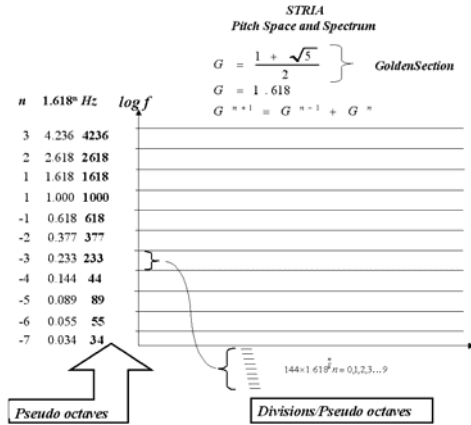 STRIA
Pitch Space and Spectrum
G = 1 + √5
2
GoldenSection
G = 1 . 618
G n + 1 = G n - 1 + G n
n 1.618ⁿ Hz log f
3 4.236 4236
2 2.618 2618
1 1.618 1618
1 1.000 1000
-1 0.618 618
-2 0.377 377
-3 0.233 233
-4 0.144 44
-5 0.089 89
-6 0.055 55
-7 0.034 34
144×1 618 n = 0,1,2,3...9
Pseudo octaves
Divisions/Pseudo octaves